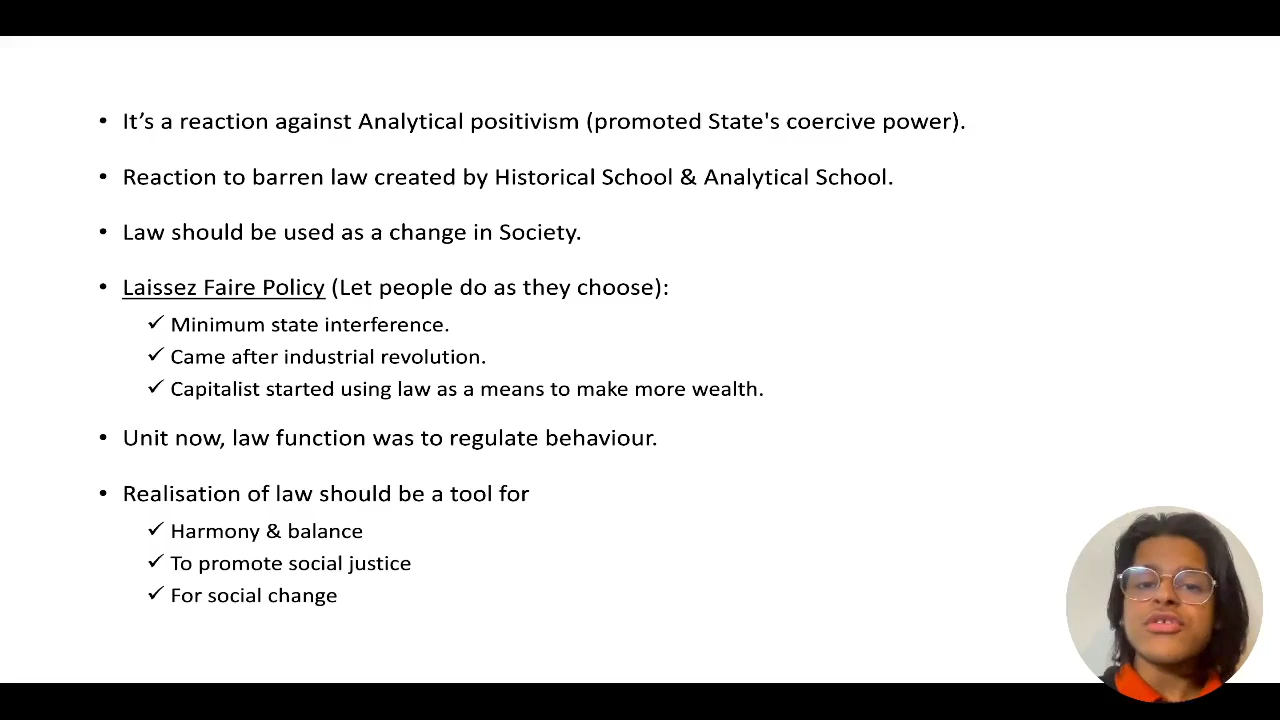 • It's a reaction against Analytical positivism (promoted State's coercive power).
• Reaction to barren law created by Historical School & Analytical School.
• Law should be used as a change in Society.
• Laissez Faire Policy (Let people do as they choose):
✓ Minimum state interference.
✓ Came after industrial revolution.
✓ Capitalist started using law as a means to make more wealth.
• Unit now, law function was to regulate behaviour.
• Realisation of law should be a tool for
✓ Harmony & balance
✓ To promote social justice
✓ For social change